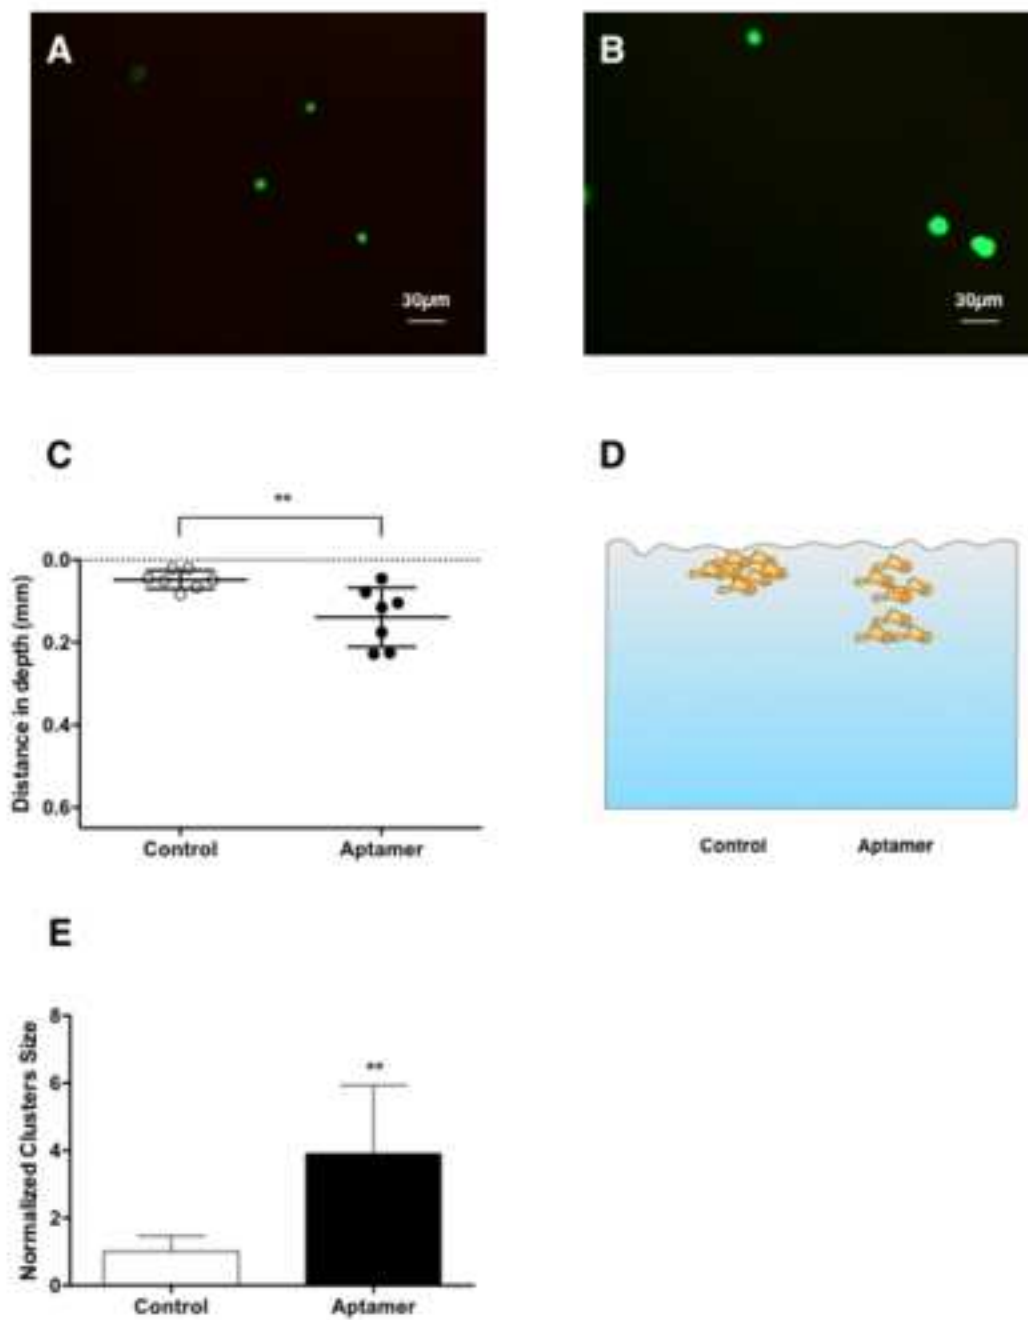 A
B
30µm
30µm
C
D
**
0.0
0.2
0.4
0.6
Distance in depth (mm)
Control
Aptamer
Control
Aptamer
E
Normalized Clusters Size
8
6
4
2
0
**
Control
Aptamer